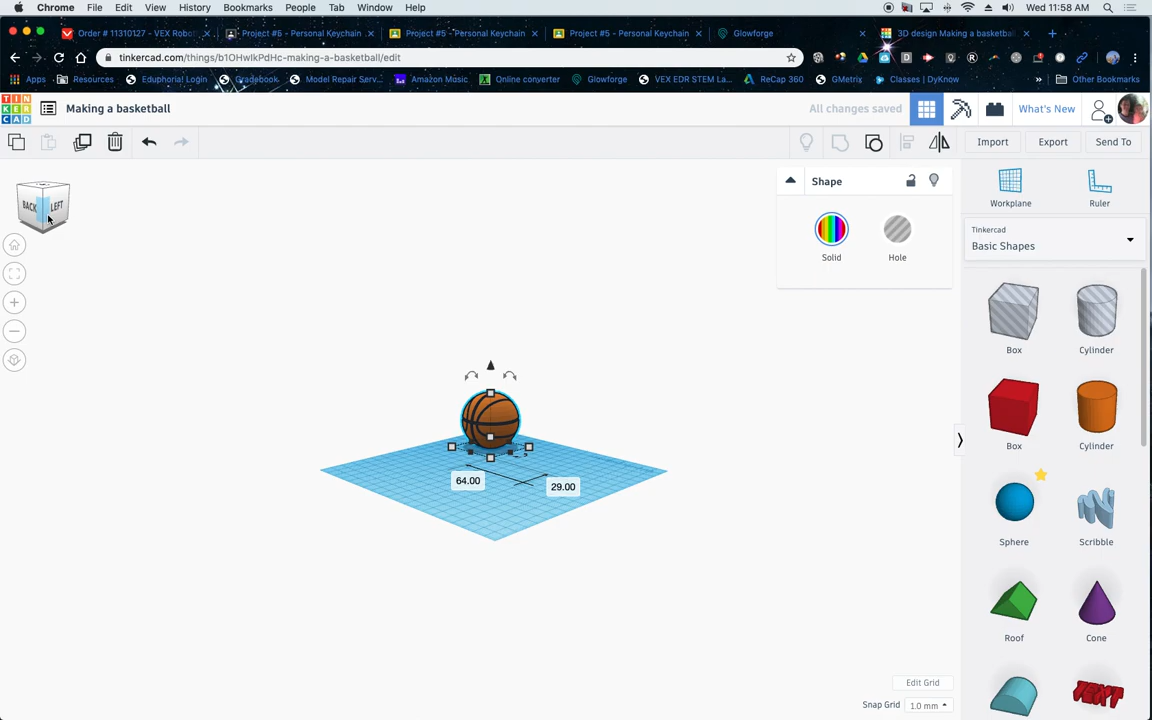 Chrome File Edit View History Bookmarks People Tab Window Help Wed 11:58 AM
Order # 11310127 - VEX Robot Project #6 - Personal Keychain Project #5 - Personal Keychain Project #5 - Personal Keychain Glowforge 3D design Making a basketbal
tinkercad.com/things/b1OHwIkPdHc-making-a-basketball/edit
Apps Resources Eduphoria! Login Gradebook Model Repair Serv... Amazon Music Online converter Glowforge VEX EDR STEM La... ReCap 360 GMetrix Classes | DyKnow » Other Bookmarks
TIN
KER
CAD
Making a basketball All changes saved What's New
Import Export Send To
BACK LEFT
Shape
Solid Hole
Workplane Ruler
Tinkercad
Basic Shapes
Box Cylinder
Box Cylinder
Sphere Scribble
Roof Cone
TEXT
64.00 29.00
Edit Grid
Snap Grid 1.0 mm